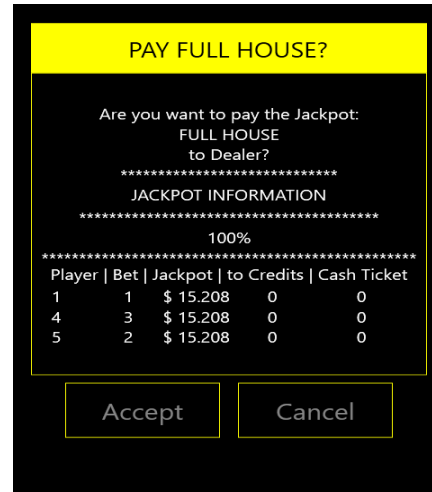 PAY FULL HOUSE?
Are you want to pay the Jackpot:
FULL HOUSE
to Dealer?
*****************************
JACKPOT INFORMATION
****************************************
100%
**************************************************
Player | Bet | Jackpot | to Credits | Cash Ticket
1 1 $ 15.208 0 0
4 3 $ 15.208 0 0
5 2 $ 15.208 0 0
Accept Cancel